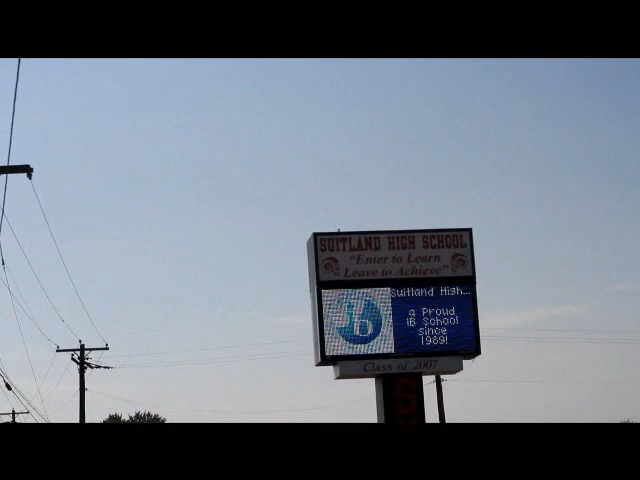 SUITLAND HIGH SCHOOL
"Enter to Learn
Leave to Achieve"
Suitland High...
a Proud
IB School
since
1989!
Class of 2007
S